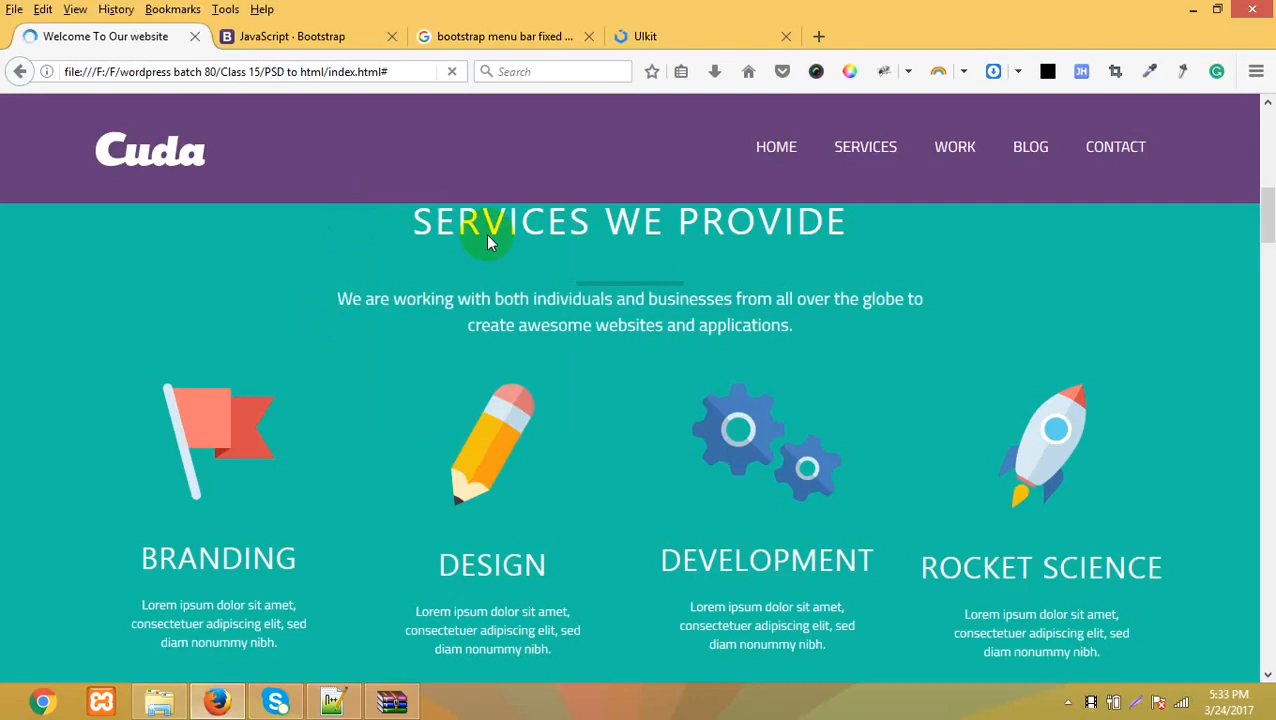 File Edit View History Bookmarks Tools Help
Welcome To Our website
JavaScript · Bootstrap
bootstrap menu bar fixed ...
UIkit
file:///F:/F/wordpress batch 80/Class 15/PSD to html/index.html#
Search
Cuda
HOME SERVICES WORK BLOG CONTACT
SERVICES WE PROVIDE
We are working with both individuals and businesses from all over the globe to
create awesome websites and applications.
BRANDING
Lorem ipsum dolor sit amet,
consectetuer adipiscing elit, sed
diam nonummy nibh.
DESIGN
Lorem ipsum dolor sit amet,
consectetuer adipiscing elit, sed
diam nonummy nibh.
DEVELOPMENT
Lorem ipsum dolor sit amet,
consectetuer adipiscing elit, sed
diam nonummy nibh.
ROCKET SCIENCE
Lorem ipsum dolor sit amet,
consectetuer adipiscing elit, sed
diam nonummy nibh.
5:33 PM
3/24/2017